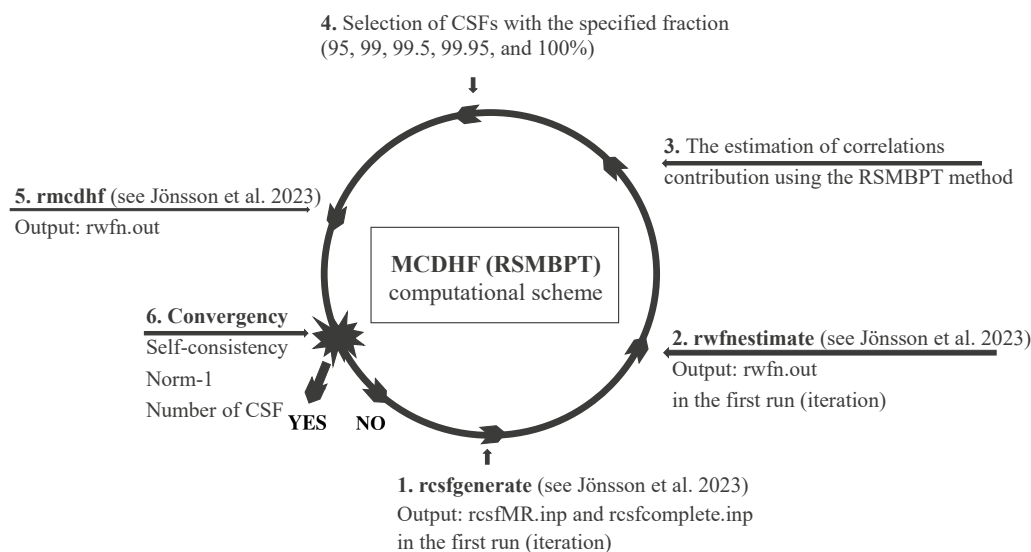 4. Selection of CSFs with the specified fraction
(95, 99, 99.5, 99.95, and 100%)
3. The estimation of correlations
contribution using the RSMBPT method
5. rmcdhf (see Jönsson et al. 2023)
Output: rwfn.out
MCDHF (RSMBPT)
computational scheme
6. Convergency
Self-consistency
Norm-1
Number of CSF
YES
NO
2. rwfnestimate (see Jönsson et al. 2023)
Output: rwfn.out
in the first run (iteration)
1. rcsfgenerate (see Jönsson et al. 2023)
Output: rcsfMR.inp and rcsfcomplete.inp
in the first run (iteration)